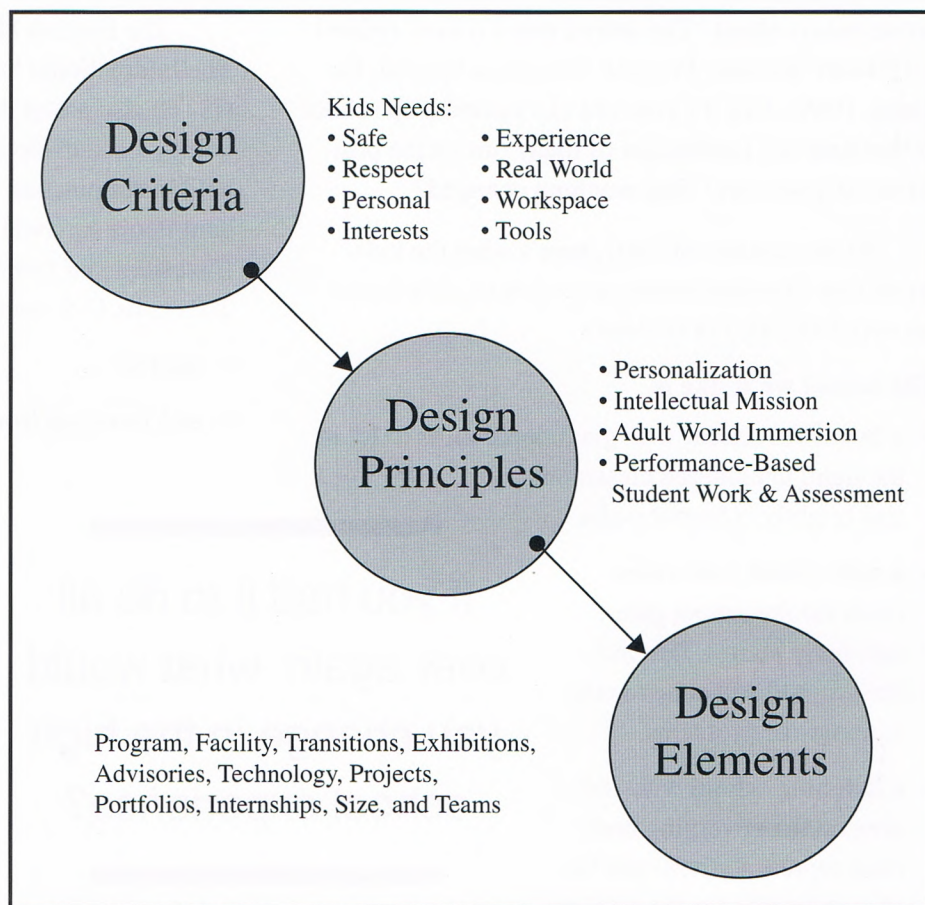 Design
Criteria
Kids Needs:
• Safe
• Respect
• Personal
• Interests
• Experience
• Real World
• Workspace
• Tools
Design
Principles
• Personalization
• Intellectual Mission
• Adult World Immersion
• Performance-Based
Student Work & Assessment
Design
Elements
Program, Facility, Transitions, Exhibitions,
Advisories, Technology, Projects,
Portfolios, Internships, Size, and Teams